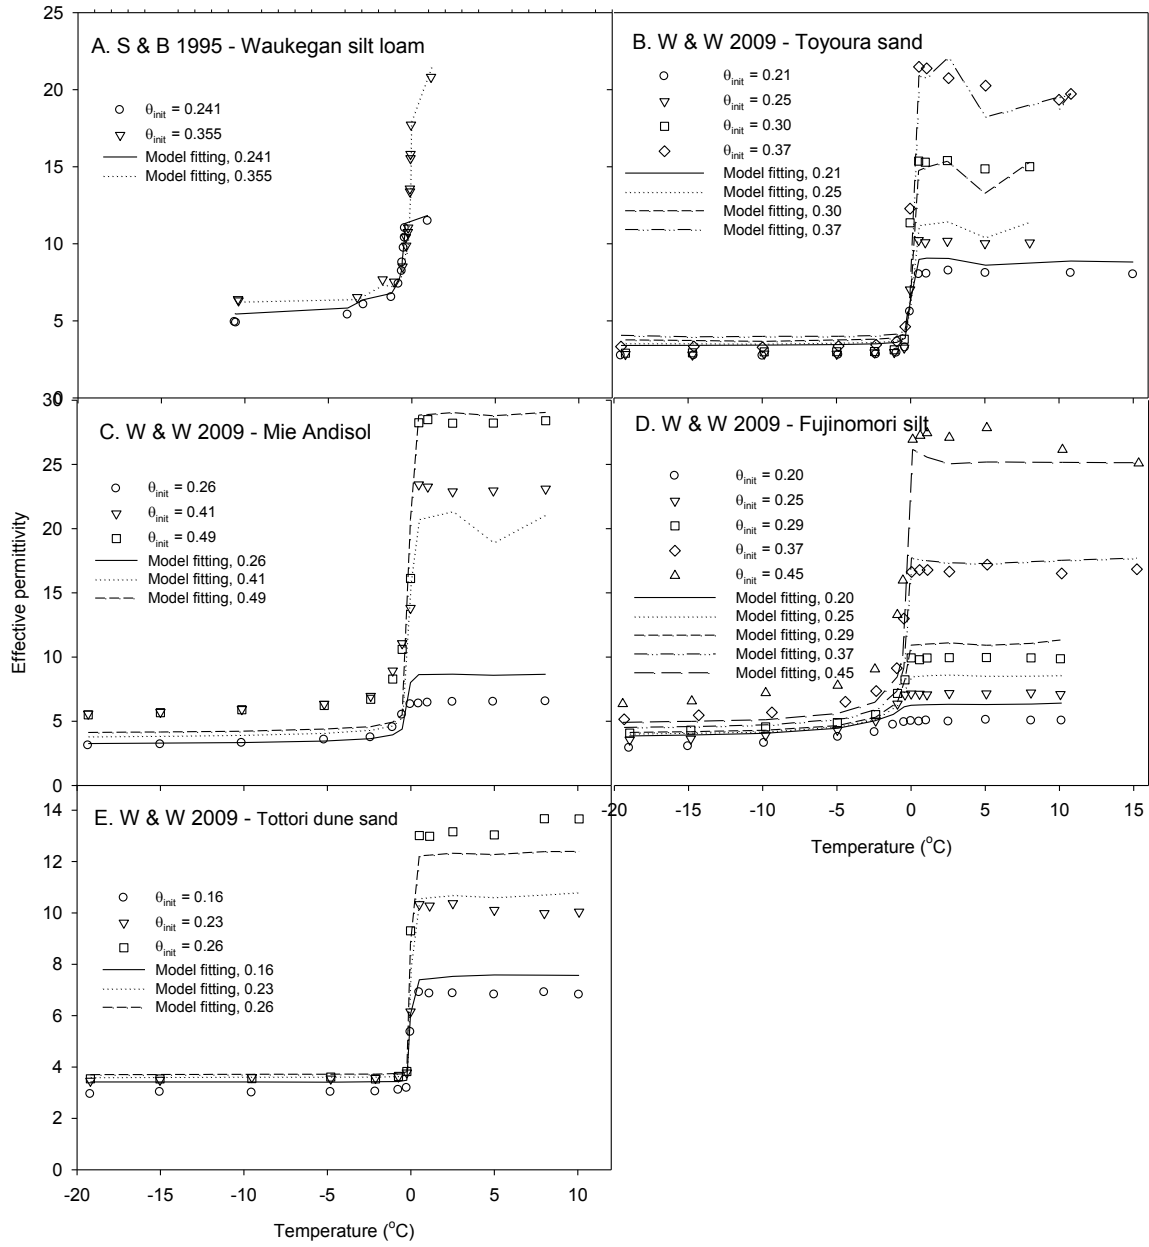 25
20
15
10
5
0
A. S & B 1995 - Waukegan silt loam
θinit = 0.241
θinit = 0.355
Model fitting, 0.241
Model fitting, 0.355
B. W & W 2009 - Toyoura sand
θinit = 0.21
θinit = 0.25
θinit = 0.30
θinit = 0.37
Model fitting, 0.21
Model fitting, 0.25
Model fitting, 0.30
Model fitting, 0.37
Effective permittivity
30
25
20
15
10
5
0
C. W & W 2009 - Mie Andisol
θinit = 0.26
θinit = 0.41
θinit = 0.49
Model fitting, 0.26
Model fitting, 0.41
Model fitting, 0.49
D. W & W 2009 - Fujinomori silt
θinit = 0.20
θinit = 0.25
θinit = 0.29
θinit = 0.37
θinit = 0.45
Model fitting, 0.20
Model fitting, 0.25
Model fitting, 0.29
Model fitting, 0.37
Model fitting, 0.45
-20 -15 -10 -5 0 5 10 15
Temperature (oC)
14
12
10
8
6
4
2
0
E. W & W 2009 - Tottori dune sand
θinit = 0.16
θinit = 0.23
θinit = 0.26
Model fitting, 0.16
Model fitting, 0.23
Model fitting, 0.26
-20 -15 -10 -5 0 5 10
Temperature (oC)